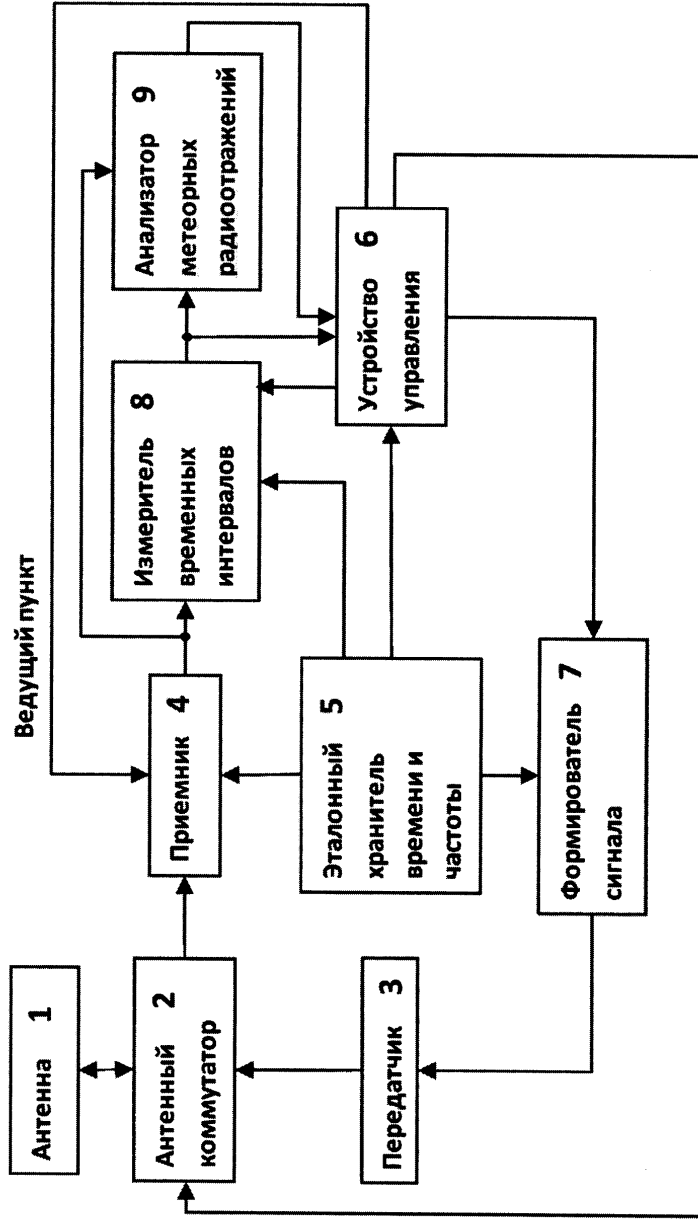 Ведущий пункт
Антенна 1
Антенный 2
коммутатор
Передатчик 3
Приемник 4
Эталонный 5
хранитель
времени и
частоты
Измеритель 8
временных
интервалов
Анализатор 9
метеорных
радиоотражений
Устройство 6
управления
Формирователь 7
сигнала